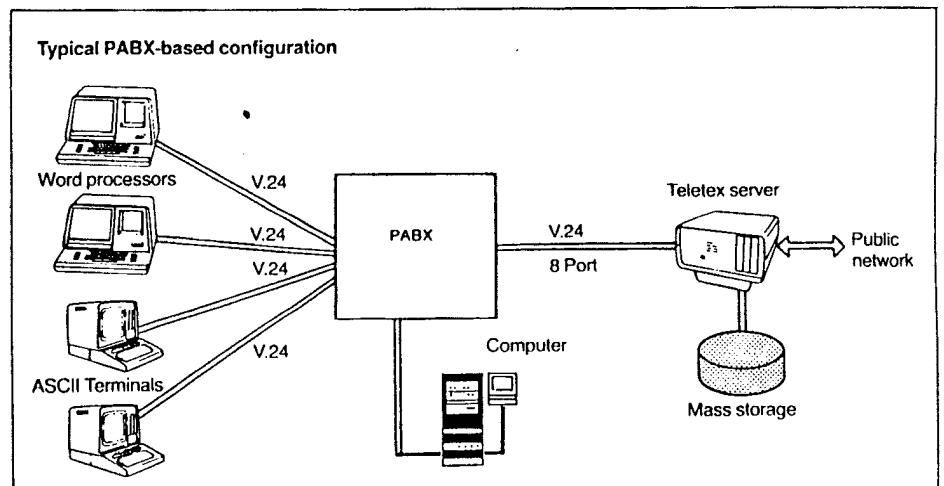 Typical PABX-based configuration
Word processors
V.24
V.24
V.24
V.24
ASCII Terminals
PABX
V.24
8 Port
Computer
Teletex server
Public
network
Mass storage